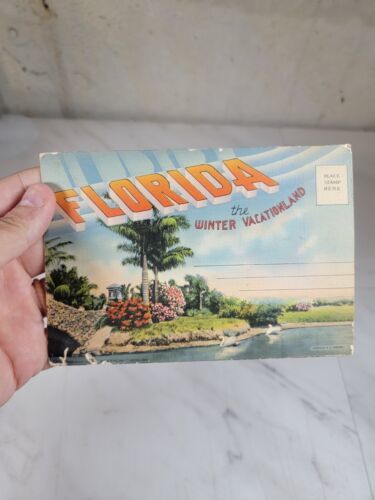 FLORIDA
the
WINTER VACATIONLAND
PLACE
STAMP
HERE